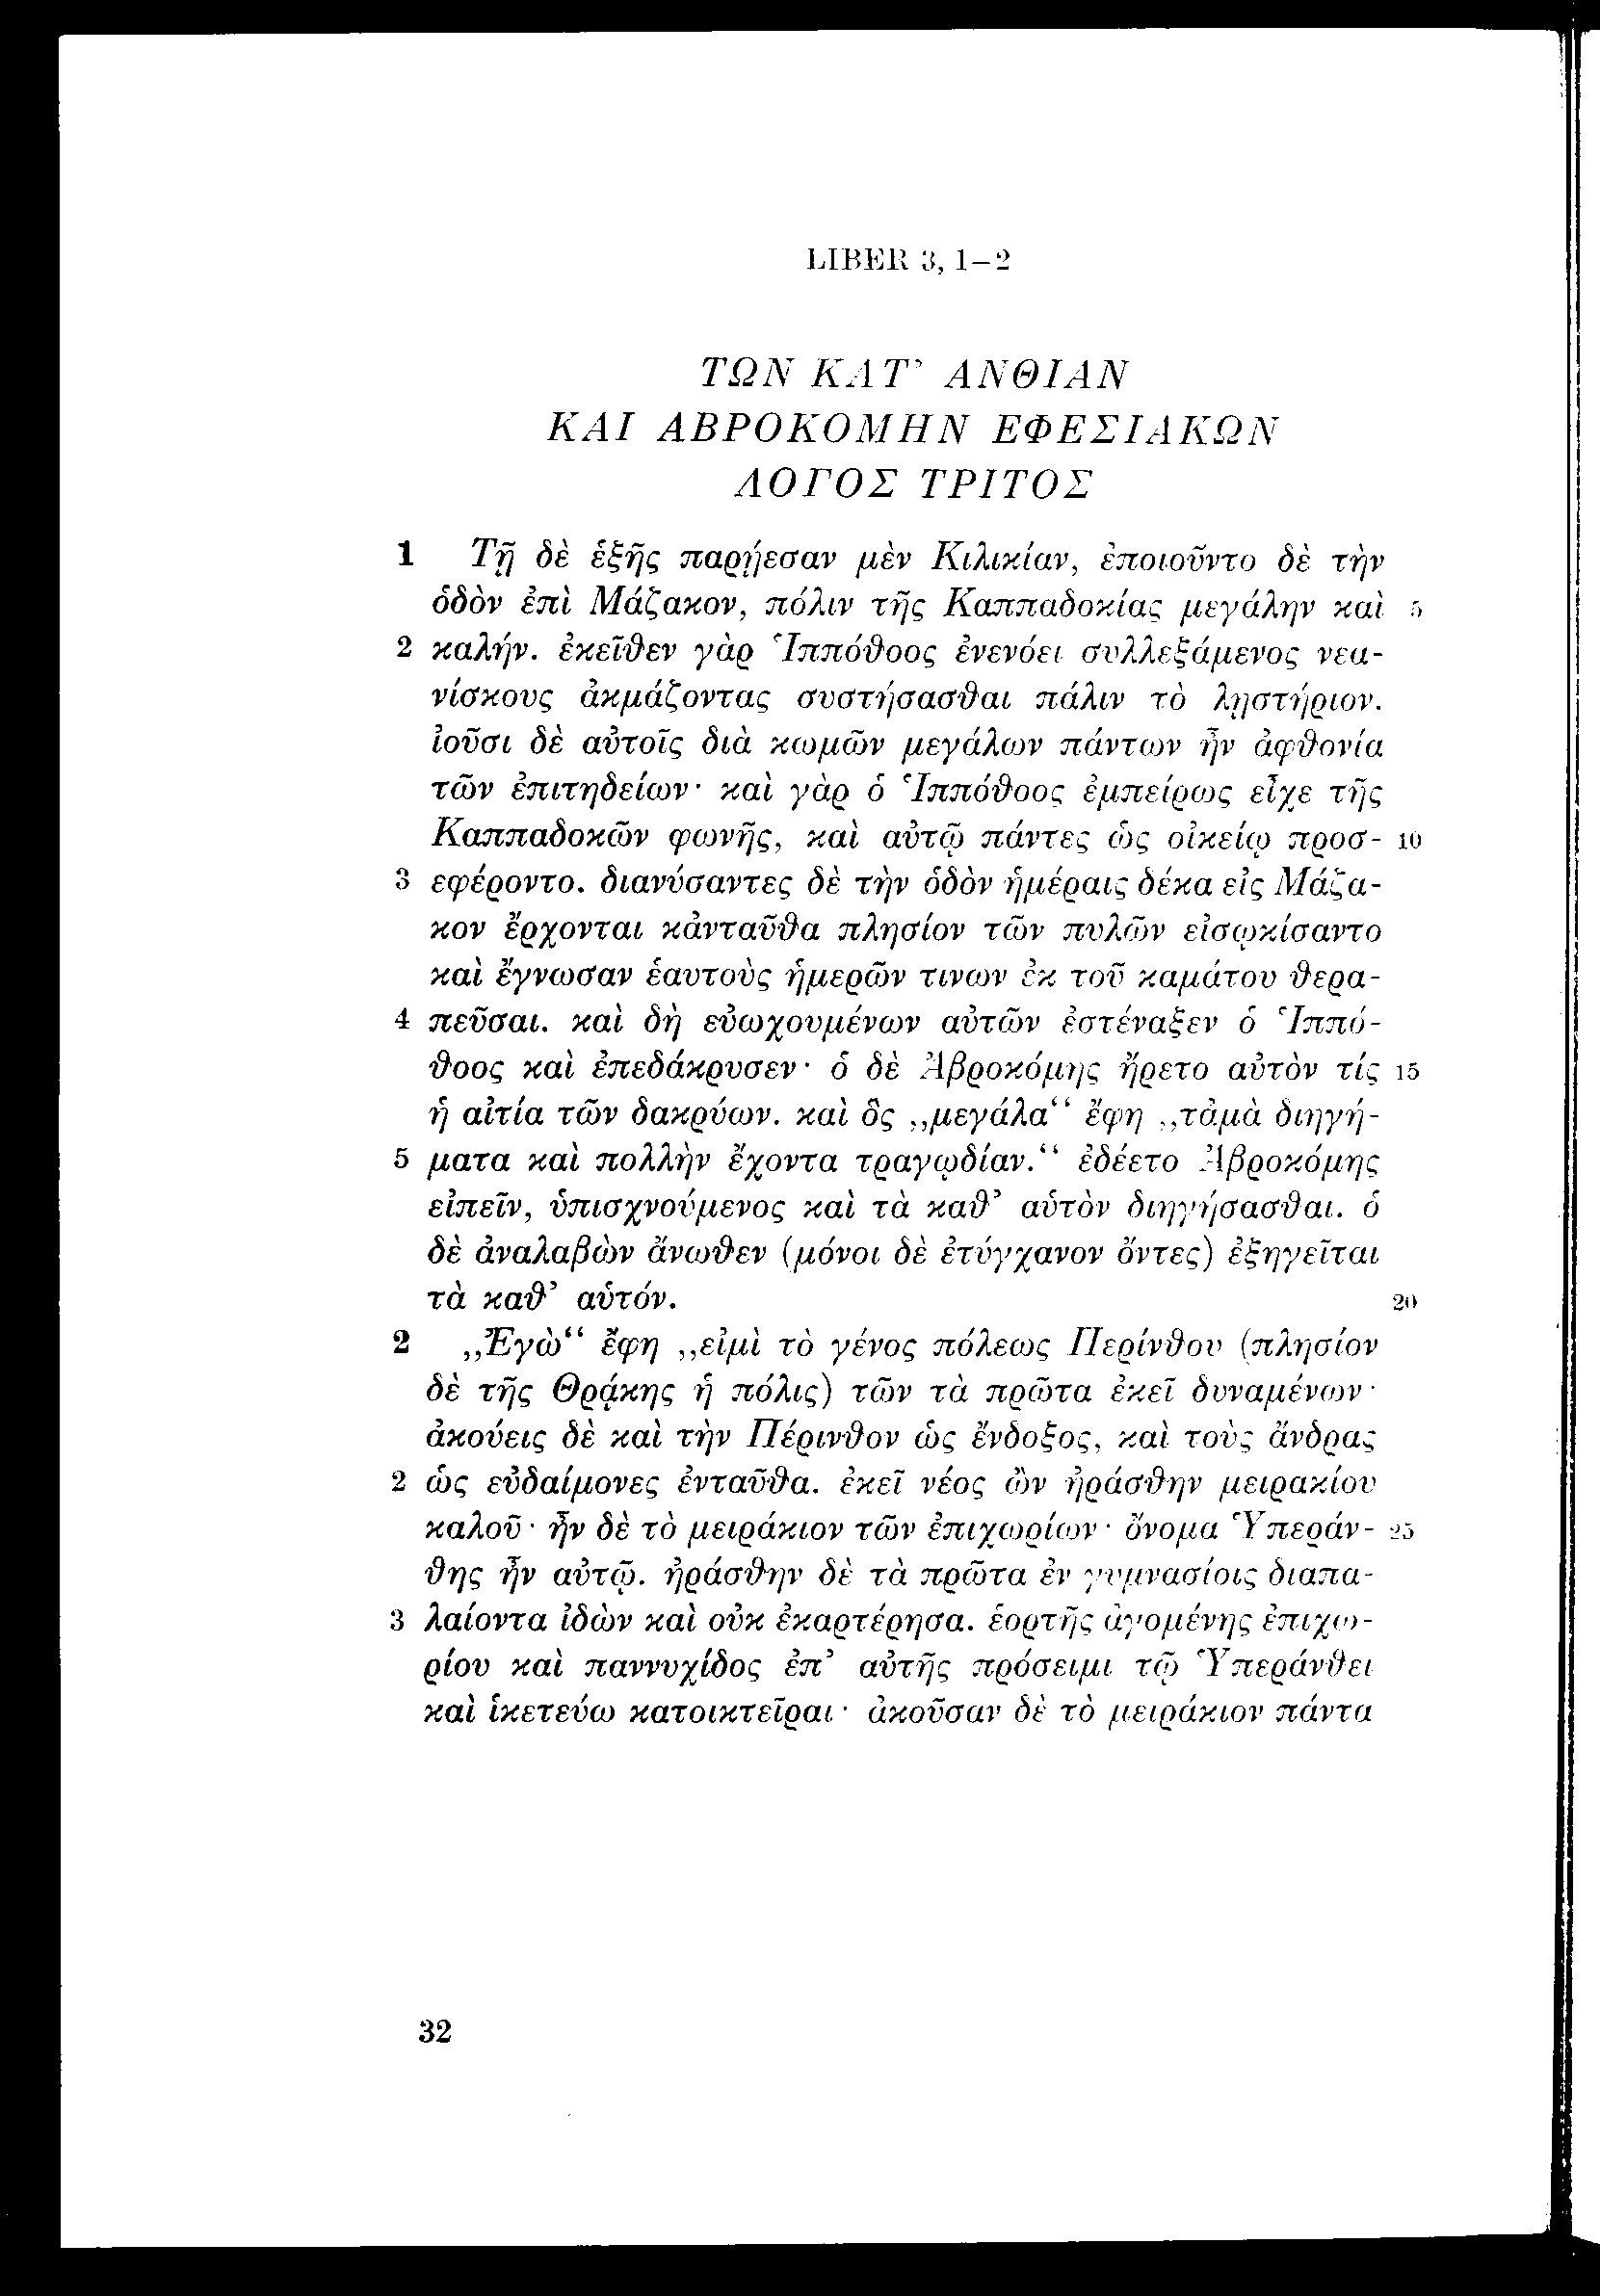 LIBER 3, 1–2
ΤΩΝ ΚΑΤ’ ΑΝΘΙΑΝ
ΚΑΙ ΑΒΡΟΚΟΜΗΝ ΕΦΕΣΙΑΚΩΝ
ΛΟΓΟΣ ΤΡΙΤΟΣ
1 Τῇ δὲ ἑξῆς παρῄεσαν μὲν Κιλικίαν, ἐποιοῦντο δὲ τὴν
ὁδὸν ἐπὶ Μάζακον, πόλιν τῆς Καππαδοκίας μεγάλην καὶ 5
2 καλήν. ἐκεῖθεν γὰρ Ἱππόθοος ἐνενόει συλλεξάμενος νεα-
νίσκους ἀκμάζοντας συστήσασθαι πάλιν τὸ λῃστήριον.
ἰοῦσι δὲ αὐτοῖς διὰ κωμῶν μεγάλων πάντων ἦν ἀφθονία
τῶν ἐπιτηδείων· καὶ γὰρ ὁ Ἱππόθοος ἐμπείρως εἶχε τῆς
Καππαδοκῶν φωνῆς, καὶ αὐτῷ πάντες ὡς οἰκείῳ προσ- 10
3 εφέροντο. διανύσαντες δὲ τὴν ὁδὸν ἡμέραις δέκα εἰς Μάζα-
κον ἔρχονται κἀνταῦθα πλησίον τῶν πυλῶν εἰσῳκίσαντο
καὶ ἔγνωσαν ἑαυτοὺς ἡμερῶν τινων ἐκ τοῦ καμάτου θερα-
4 πεῦσαι. καὶ δὴ εὐωχουμένων αὐτῶν ἐστέναξεν ὁ Ἱππό-
θοος καὶ ἐπεδάκρυσεν· ὁ δὲ Ἁβροκόμης ἤρετο αὐτὸν τίς 15
ἡ αἰτία τῶν δακρύων. καὶ ὃς „μεγάλα“ ἔφη „τἀμὰ διηγή-
5 ματα καὶ πολλὴν ἔχοντα τραγῳδίαν.“ ἐδέετο Ἁβροκόμης
εἰπεῖν, ὑπισχνούμενος καὶ τὰ καθ’ αὑτὸν διηγήσασθαι. ὁ
δὲ ἀναλαβὼν ἄνωθεν (μόνοι δὲ ἐτύγχανον ὄντες) ἐξηγεῖται
τὰ καθ’ αὑτόν. 20
2 „Ἐγὼ“ ἔφη „εἰμὶ τὸ γένος πόλεως Περίνθου (πλησίον
δὲ τῆς Θρᾴκης ἡ πόλις) τῶν τὰ πρῶτα ἐκεῖ δυναμένων·
ἀκούεις δὲ καὶ τὴν Πέρινθον ὡς ἔνδοξος, καὶ τοὺς ἄνδρας
2 ὡς εὐδαίμονες ἐνταῦθα. ἐκεῖ νέος ὢν ἠράσθην μειρακίου
καλοῦ· ἦν δὲ τὸ μειράκιον τῶν ἐπιχωρίων· ὄνομα Ὑπεράν- 25
θης ἦν αὐτῷ. ἠράσθην δὲ τὰ πρῶτα ἐν γυμνασίοις διαπα-
3 λαίοντα ἰδὼν καὶ οὐκ ἐκαρτέρησα. ἑορτῆς ἀγομένης ἐπιχω-
ρίου καὶ παννυχίδος ἐπ’ αὐτῆς πρόσειμι τῷ Ὑπεράνθει
καὶ ἱκετεύω κατοικτεῖραι· ἀκοῦσαν δὲ τὸ μειράκιον πάντα
32